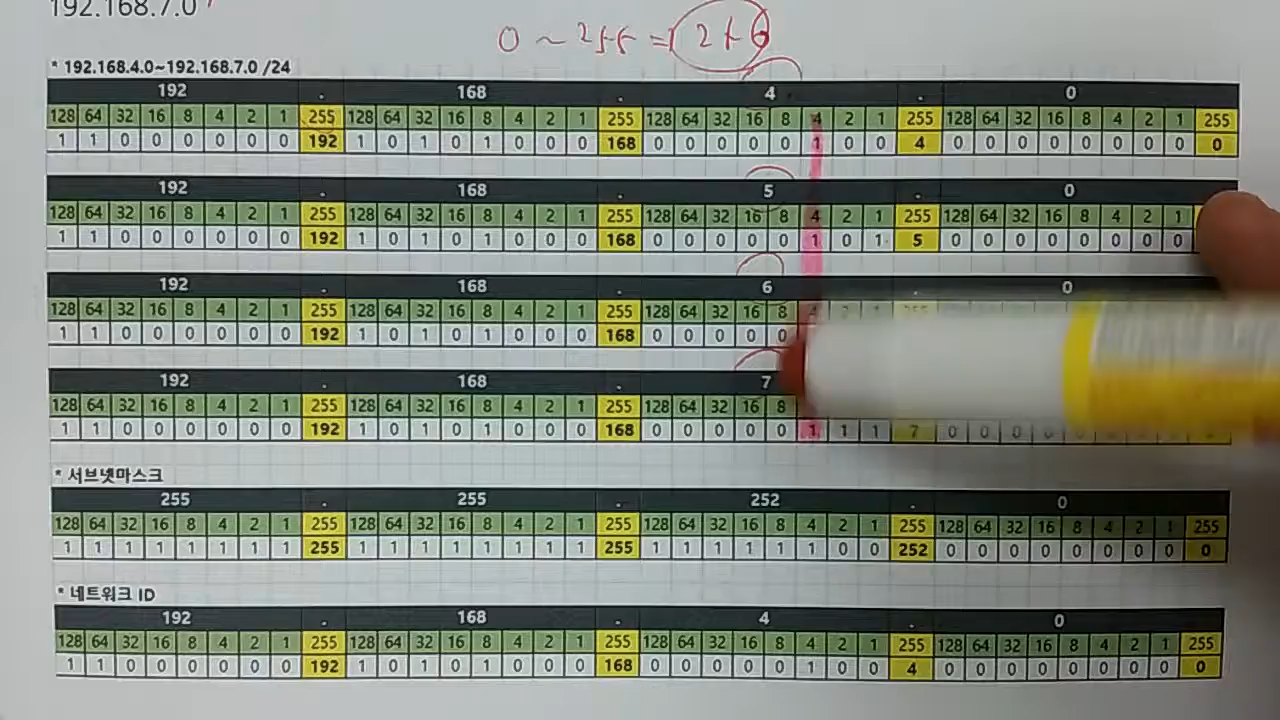 192.168.7.0
0 ~ 255 = 256
* 192.168.4.0~192.168.7.0 /24
192 . 168 . 4 . 0
128 64 32 16 8 4 2 1 255 128 64 32 16 8 4 2 1 255 128 64 32 16 8 4 2 1 255 128 64 32 16 8 4 2 1 255
1 1 0 0 0 0 0 0 192 1 0 1 0 1 0 0 0 168 0 0 0 0 0 1 0 0 4 0 0 0 0 0 0 0 0 0
192 . 168 . 5 . 0
128 64 32 16 8 4 2 1 255 128 64 32 16 8 4 2 1 255 128 64 32 16 8 4 2 1 255 128 64 32 16 8 4 2 1
1 1 0 0 0 0 0 0 192 1 0 1 0 1 0 0 0 168 0 0 0 0 0 1 0 1 5 0 0 0 0 0 0 0 0
192 . 168 . 6 . 0
128 64 32 16 8 4 2 1 255 128 64 32 16 8 4 2 1 255 128 64 32 16 8 4 2 1
1 1 0 0 0 0 0 0 192 1 0 1 0 1 0 0 0 168 0 0 0 0 0
192 . 168 . 7
128 64 32 16 8 4 2 1 255 128 64 32 16 8 4 2 1 255 128 64 32 16 8
1 1 0 0 0 0 0 0 192 1 0 1 0 1 0 0 0 168 0 0 0 0 0 1 1 1 7 0 0 0 0 0 0 0 0
* 서브넷마스크
255 . 255 . 252 . 0
128 64 32 16 8 4 2 1 255 128 64 32 16 8 4 2 1 255 128 64 32 16 8 4 2 1 255 128 64 32 16 8 4 2 1 255
1 1 1 1 1 1 1 1 255 1 1 1 1 1 1 1 1 255 1 1 1 1 1 1 0 0 252 0 0 0 0 0 0 0 0 0
* 네트워크 ID
192 . 168 . 4 . 0
128 64 32 16 8 4 2 1 255 128 64 32 16 8 4 2 1 255 128 64 32 16 8 4 2 1 255 128 64 32 16 8 4 2 1 255
1 1 0 0 0 0 0 0 192 1 0 1 0 1 0 0 0 168 0 0 0 0 0 1 0 0 4 0 0 0 0 0 0 0 0 0